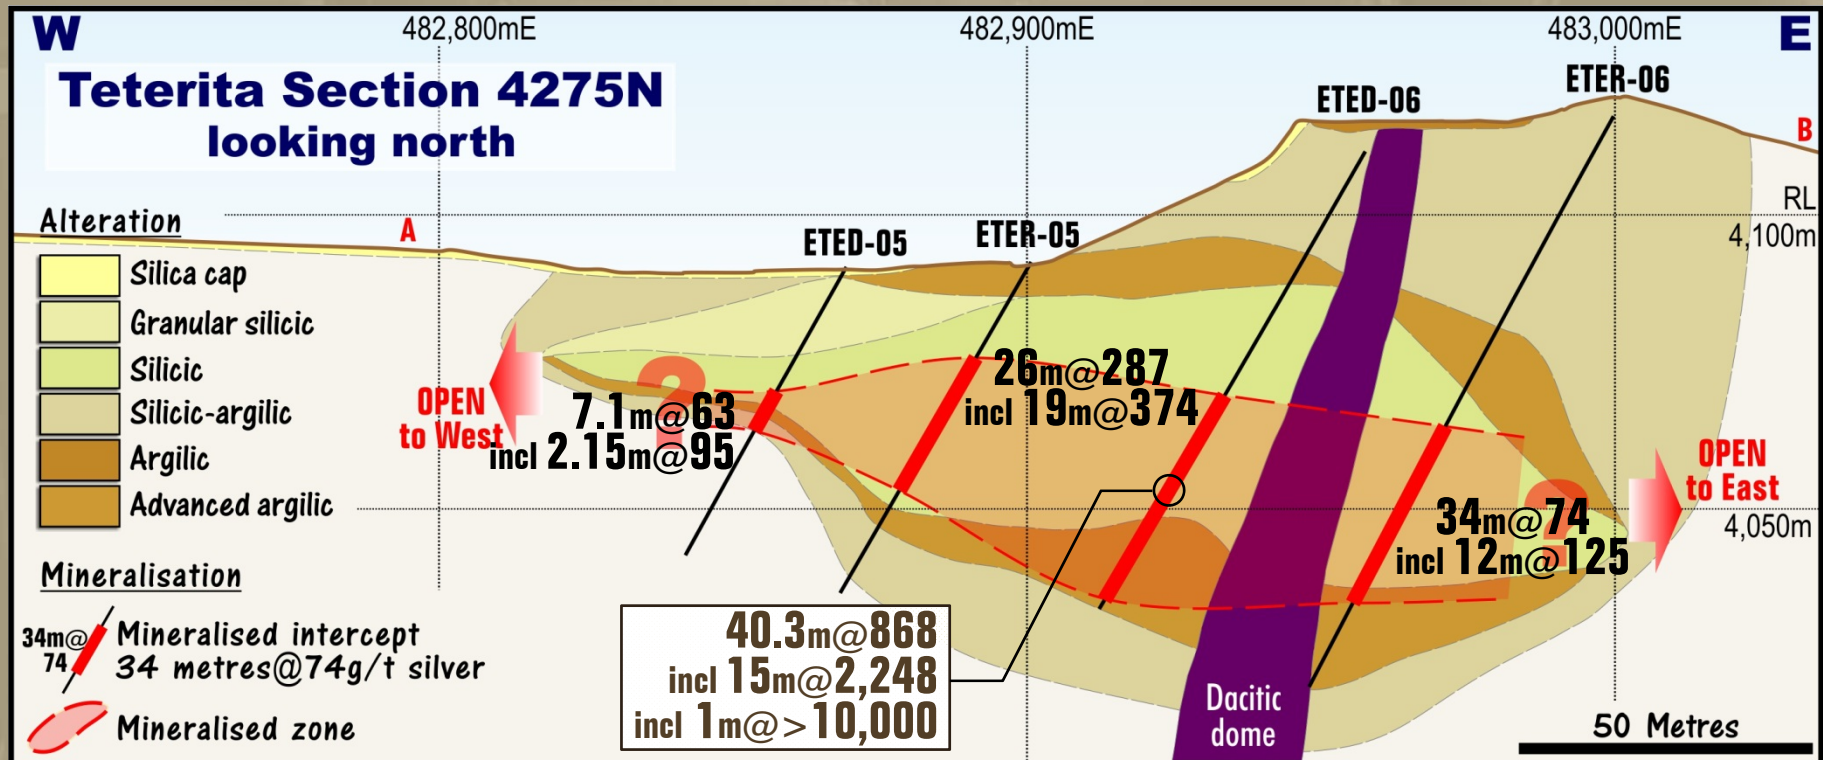 W
482,800mE
482,900mE
483,000mE
E
Teterita Section 4275N
looking north
ETED-06
ETER-06
B
RL
4,100m
Alteration
A
ETED-05
ETER-05
Silica cap
Granular silicic
Silicic
Silicic-argilic
Argilic
Advanced argilic
OPEN
to West
?
7.1m@63
incl 2.15m@95
26m@287
incl 19m@374
34m@74
incl 12m@125
?
OPEN
to East
4,050m
Mineralisation
34m@
74
Mineralised intercept
34 metres@74g/t silver
Mineralised zone
40.3m@868
incl 15m@2,248
incl 1m@>10,000
Dacitic
dome
50 Metres